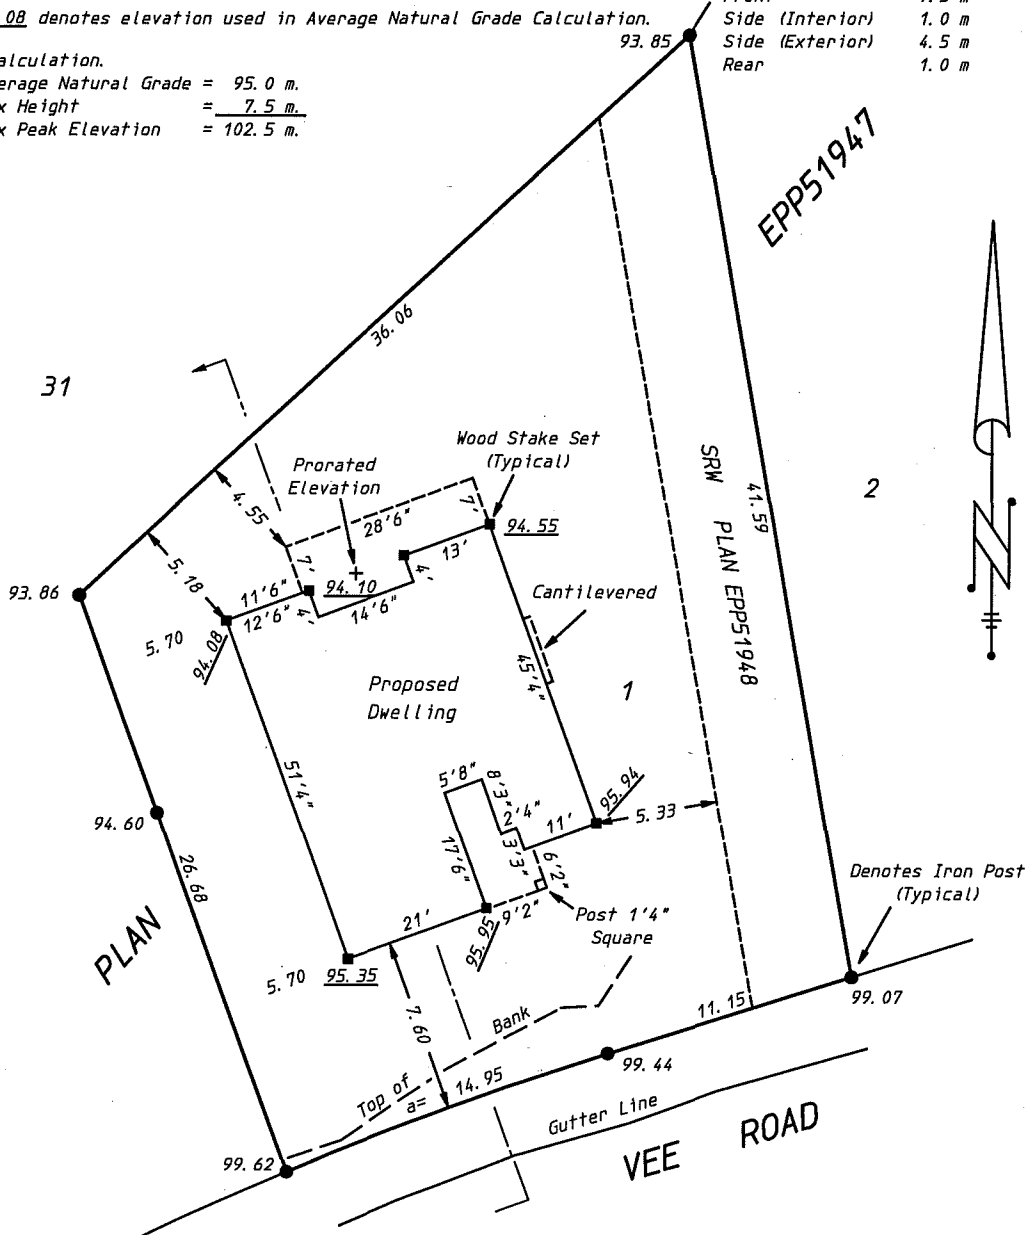 08 denotes elevation used in Average Natural Grade Calculation.
alculation.
erage Natural Grade = 95.0 m.
x Height = 7.5 m.
x Peak Elevation = 102.5 m.
Side (Interior) 1.0 m
Side (Exterior) 4.5 m
Rear 1.0 m
93.85
EPP51947
36.06
31
Wood Stake Set
(Typical)
Prorated
Elevation
SRW PLAN EPP51948
41.59
2
4.55
28'6"
7'
94.55
5.18
7'
13'
4'
93.86
11'6"
94.10
12'6"
4'
14'6"
Cantilevered
5.70
94.08
45'4"
Proposed
Dwelling
1
51'4"
5'8"
8'3"
2'4"
11'
95.94
5.33
94.60
17'6"
3'3"
6'2"
26.68
Denotes Iron Post
(Typical)
21'
9'2"
Post 1'4"
Square
PLAN
95.95
5.70
95.35
7.60
Bank
11.15
99.07
Top of
a= 14.95
99.44
Gutter Line
99.62
VEE ROAD